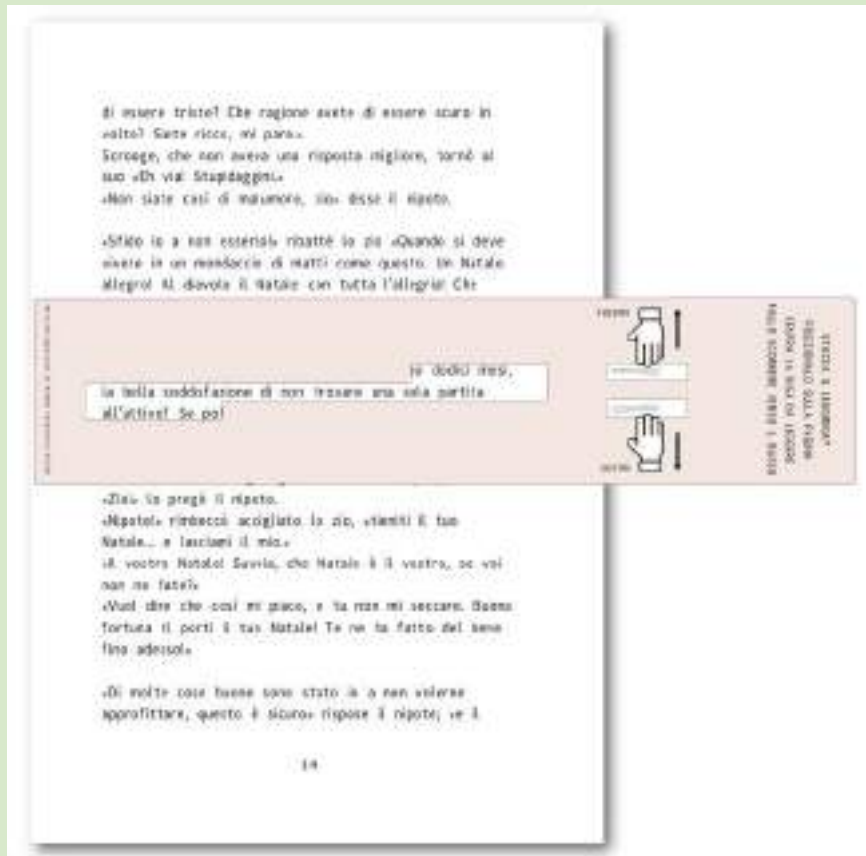 di essere triste? Che ragione avete di essere scuro in
volto? Siete ricco, mi pare.»
Scrooge, che non aveva una risposta migliore, tornò al
suo «Eh via! Stupidaggini.»
«Non siate così di malumore, zio» disse il nipote.
«Sfido io a non esserlo!» ribatté lo zio «Quando si deve
vivere in un mondaccio di matti come questo. Un Natale
allegro! Al diavolo il Natale con tutta l'allegria! Che
dodici mesi,
la bella soddisfazione di non trovare una sola partita
all'attivo! Se poi
«Zio» lo pregò il nipote.
«Nipote!» rimbeccò accigliato lo zio, «tieniti il tuo
Natale… e lasciami il mio.»
vostro Natale! che Natale è il vostro, se voi
non ne fate?»
«Vuol dire che così mi piace, e tu non mi seccare. Buona
fortuna ti porti il tuo Natale! Te ne ha fatto del bene
fino adesso!»
«Di molte cose buone sono stato io a non volerne
approfittare, questo è sicuro» rispose il nipote; «e il
14
POSIZIONALO SULLA PAGINA